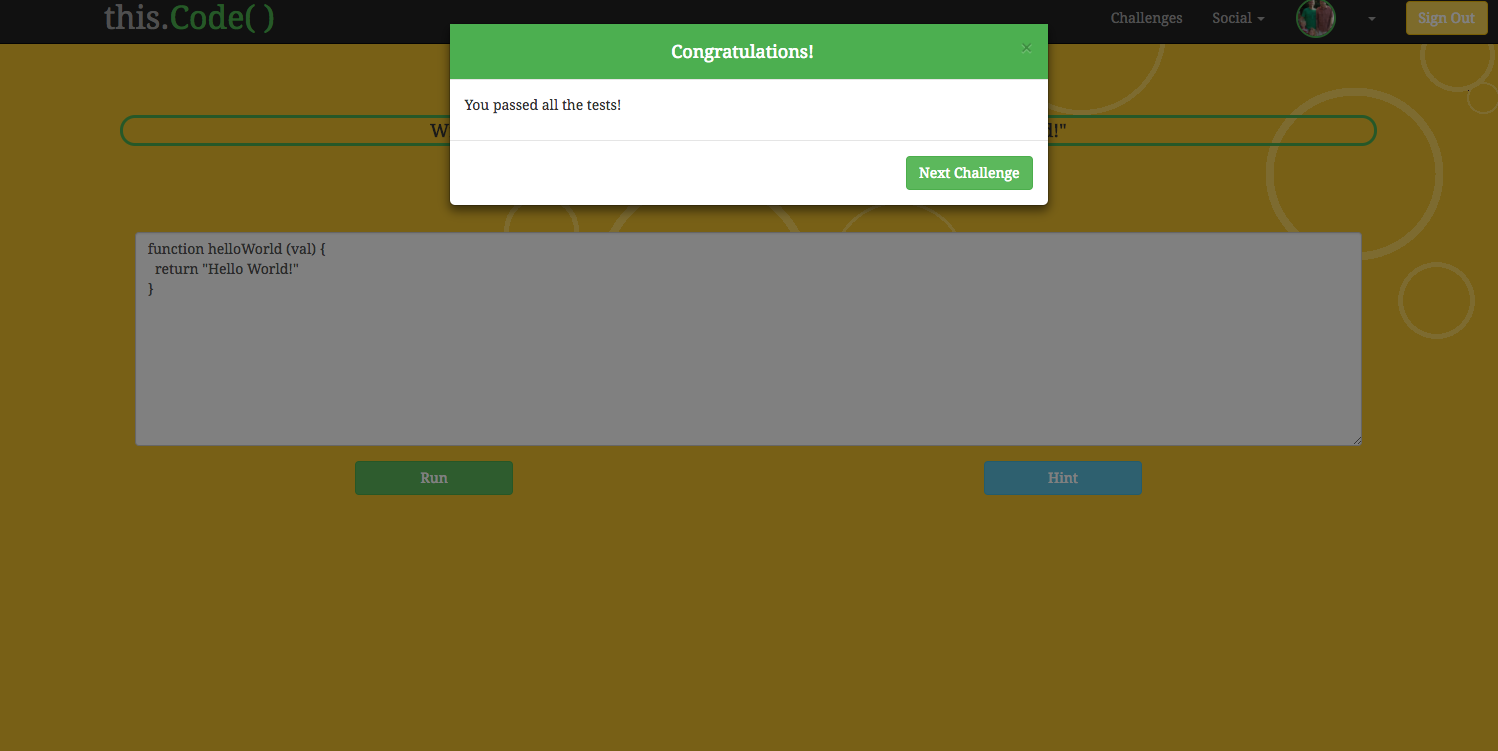 this.Code( )
Challenges
Social
Sign Out
Congratulations!
×
You passed all the tests!
Next Challenge
function helloWorld (val) {
  return "Hello World!"
}
Run
Hint